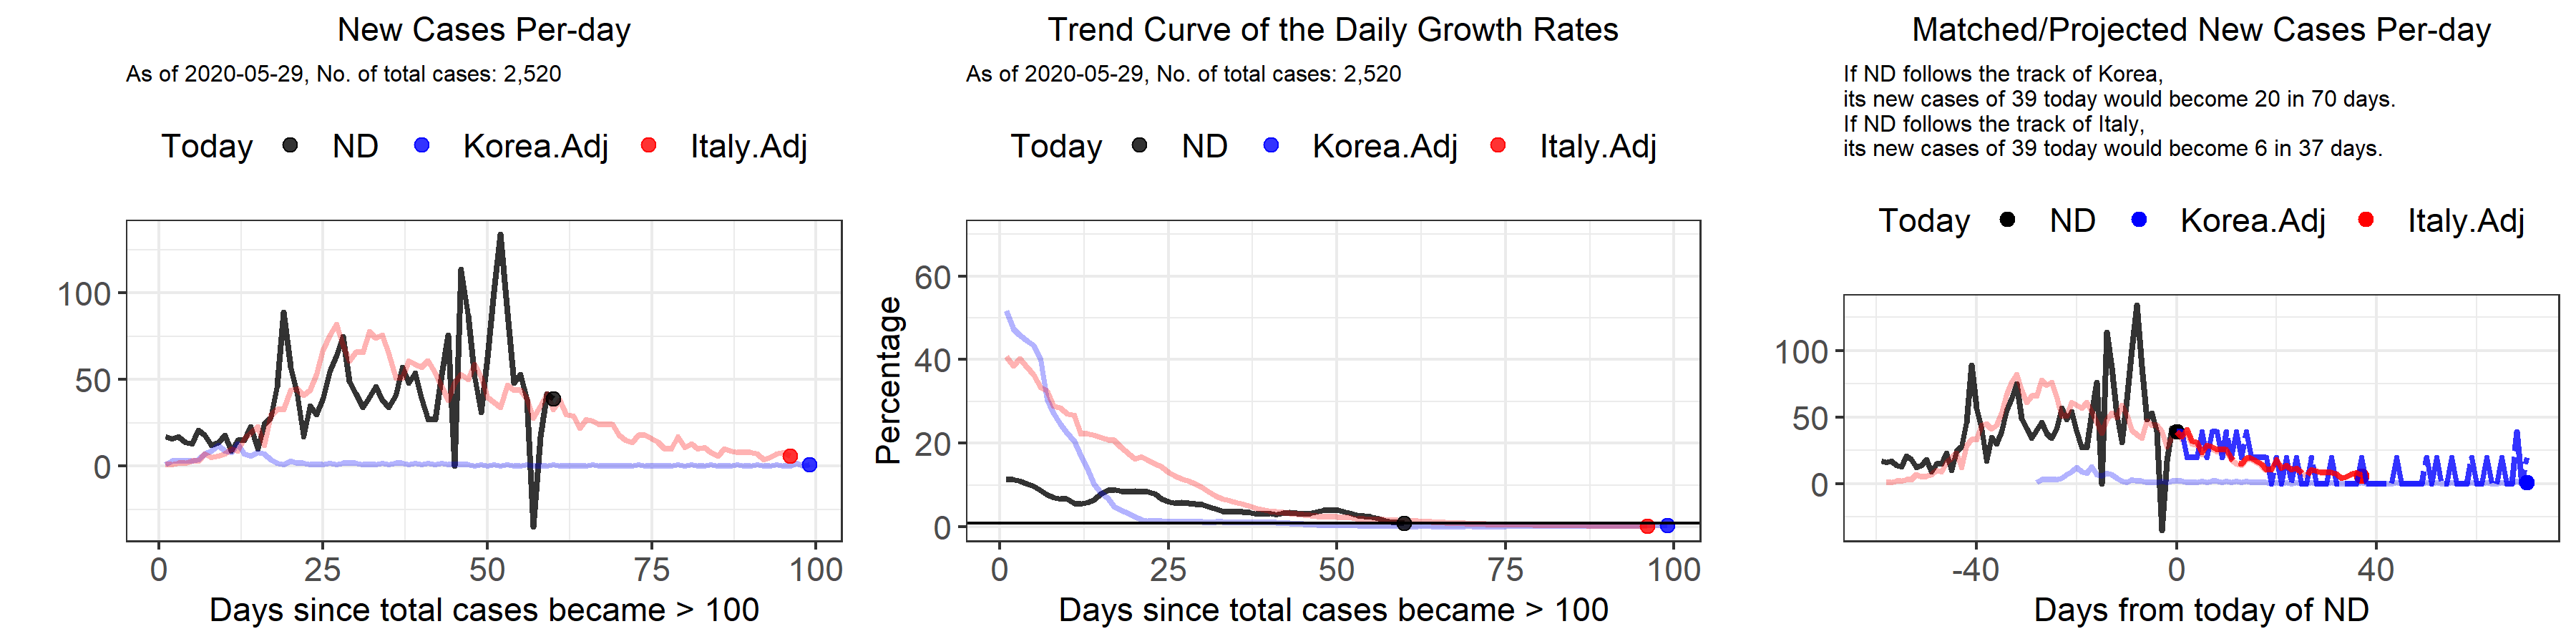 New Cases Per-day
As of 2020-05-29, No. of total cases: 2,520
Today ND Korea.Adj Italy.Adj
100
50
0
0 25 50 75 100
Days since total cases became > 100
Trend Curve of the Daily Growth Rates
As of 2020-05-29, No. of total cases: 2,520
Today ND Korea.Adj Italy.Adj
Percentage
60
40
20
0
0 25 50 75 100
Days since total cases became > 100
Matched/Projected New Cases Per-day
If ND follows the track of Korea,
its new cases of 39 today would become 20 in 70 days.
If ND follows the track of Italy,
its new cases of 39 today would become 6 in 37 days.
Today ND Korea.Adj Italy.Adj
100
50
0
-40 0 40
Days from today of ND